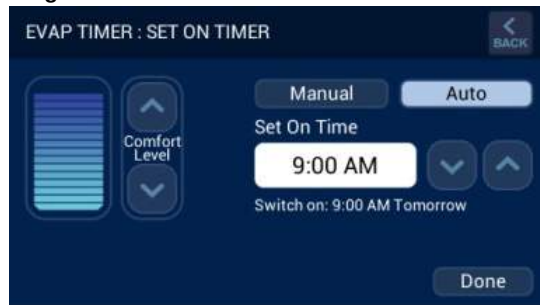 EVAP TIMER : SET ON TIMER
BACK
Manual
Auto
Comfort
Level
Set On Time
9:00 AM
Switch on: 9:00 AM Tomorrow
Done